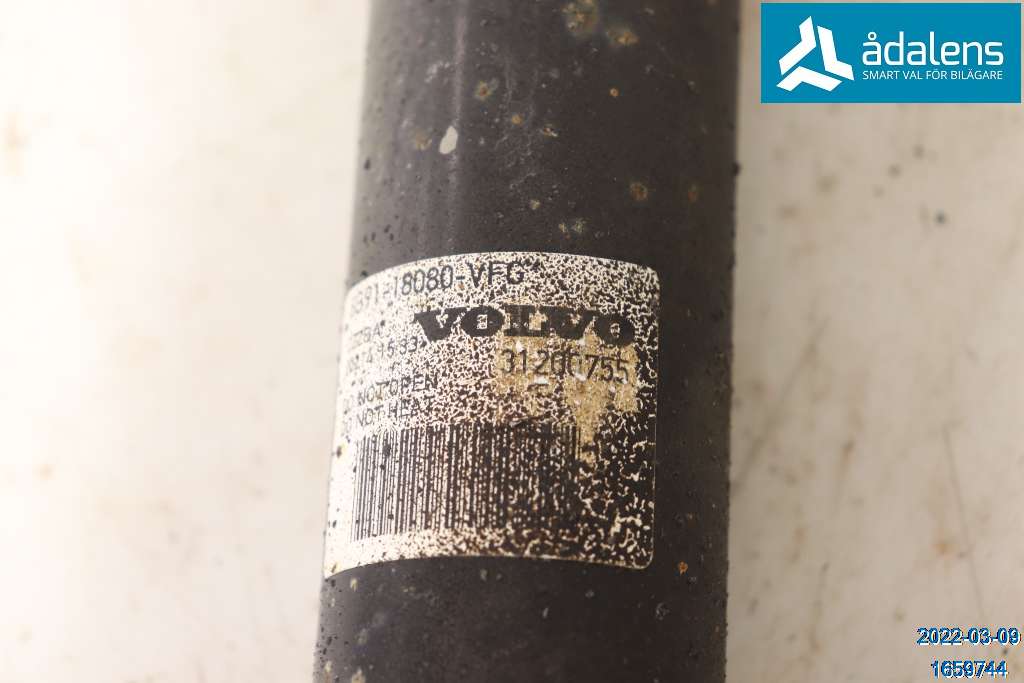 ådalens
SMART VAL FÖR BILÄGARE
18080-VFG*
VOLVO
31200755
NOT OPEN
NOT HEAT
2022-03-09
1659744